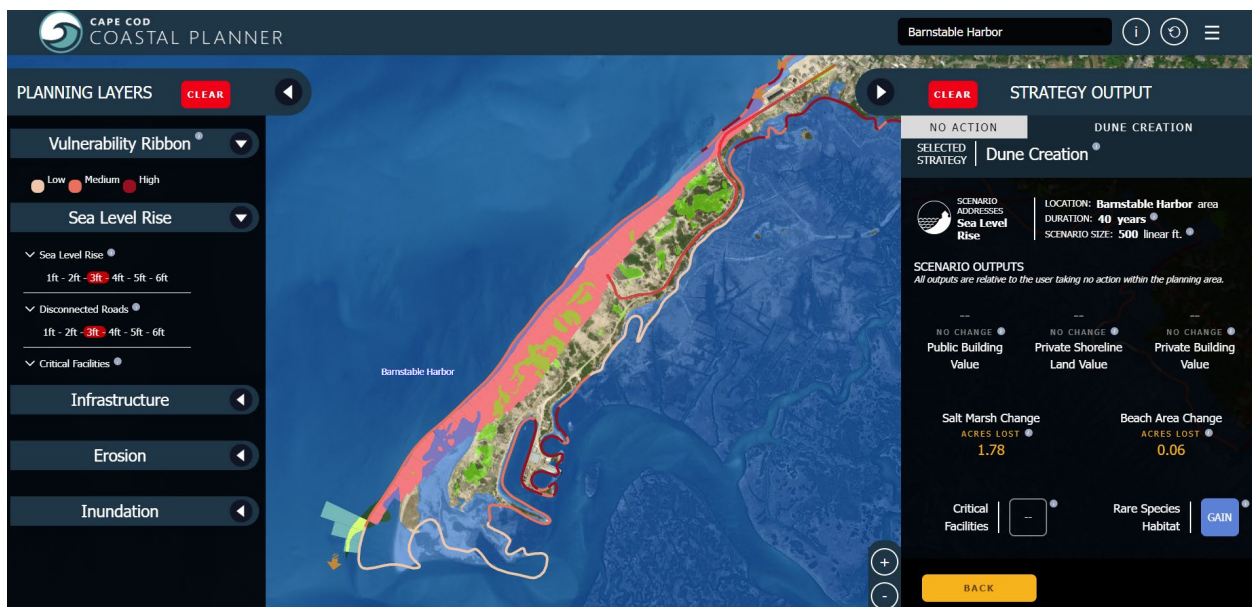 CAPE COD
COASTAL PLANNER
Barnstable Harbor
i
PLANNING LAYERS
CLEAR
Vulnerability Ribbon
Low Medium High
Sea Level Rise
Sea Level Rise
1ft - 2ft - 3ft - 4ft - 5ft - 6ft
Disconnected Roads
1ft - 2ft - 3ft - 4ft - 5ft - 6ft
Critical Facilities
Infrastructure
Erosion
Inundation
Barnstable Harbor
+
-
CLEAR
STRATEGY OUTPUT
NO ACTION
DUNE CREATION
SELECTED
STRATEGY
Dune Creation
SCENARIO
ADDRESSES
Sea Level
Rise
LOCATION: Barnstable Harbor area
DURATION: 40 years
SCENARIO SIZE: 500 linear ft.
SCENARIO OUTPUTS
All outputs are relative to the user taking no action within the planning area.
-- -- --
NO CHANGE NO CHANGE NO CHANGE
Public Building Private Shoreline Private Building
Value Land Value Value
Salt Marsh Change Beach Area Change
ACRES LOST ACRES LOST
1.78 0.06
Critical
Facilities
--
Rare Species
Habitat
GAIN
BACK